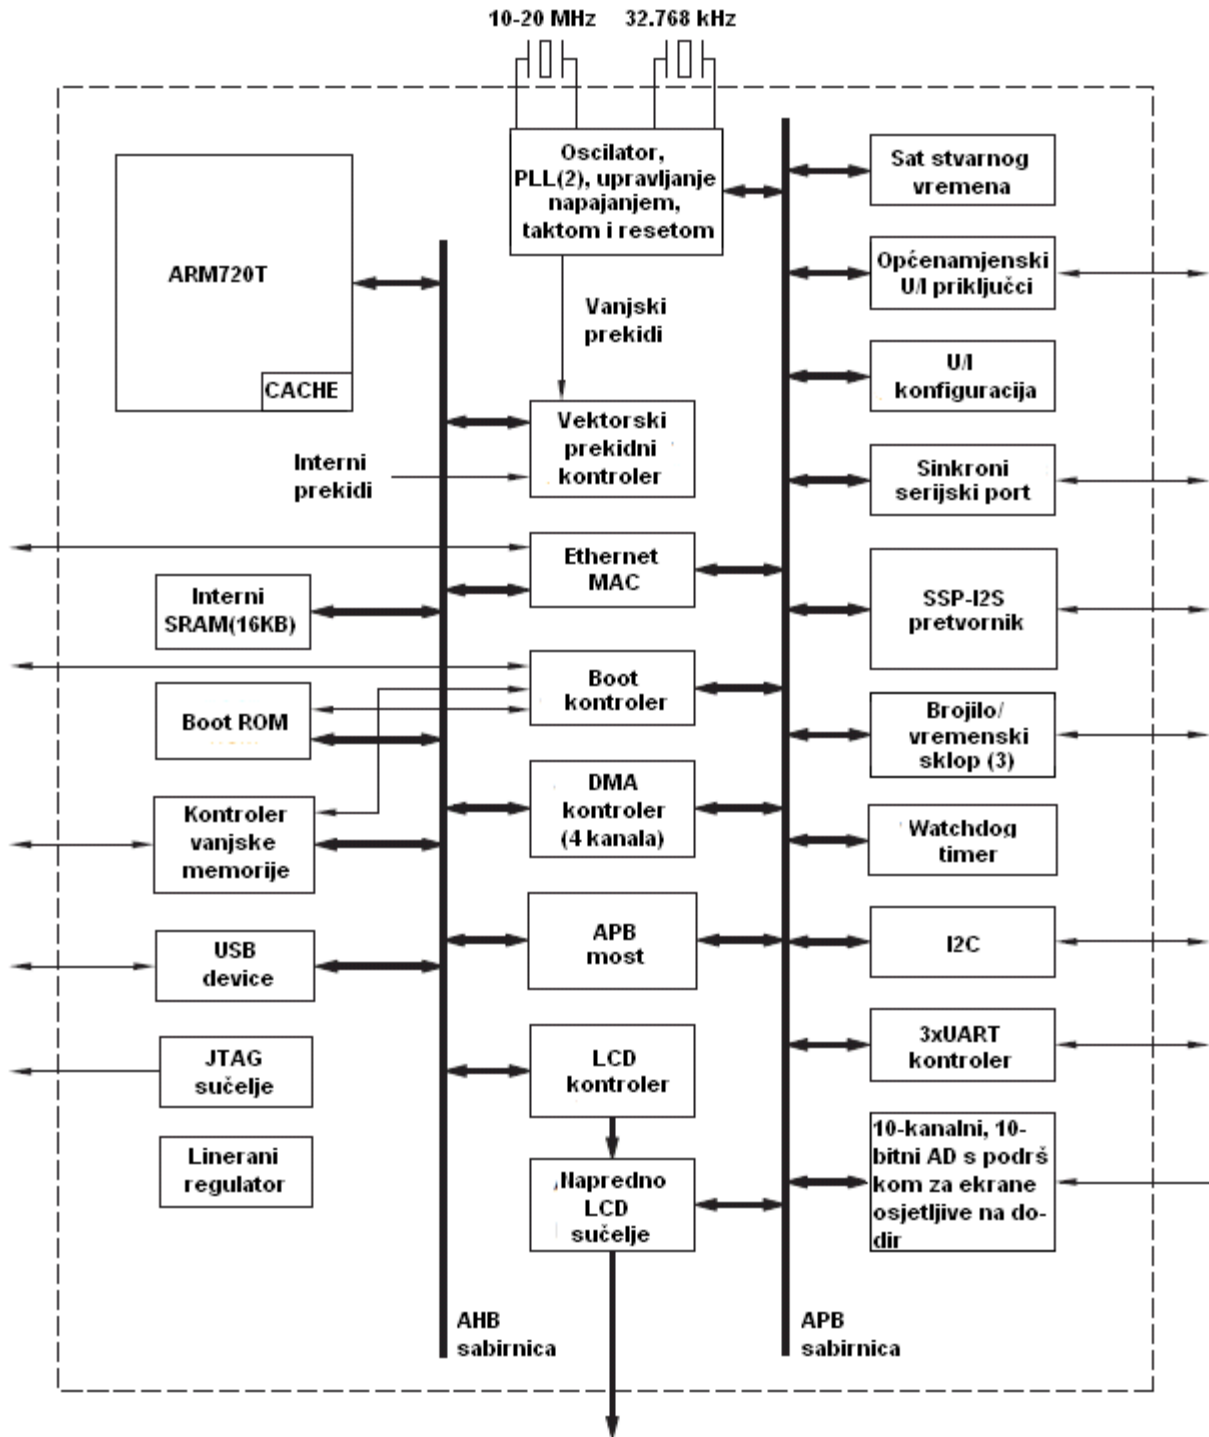 10-20 MHz
32.768 kHz
Oscilator,
PLL(2), upravljanje
napajanjem,
taktom i resetom
Sat stvarnog
vremena
ARM720T
CACHE
Općenamjenski
U/I priključci
Vanjski
prekidi
U/I
konfiguracija
Vektorski
prekidni
kontroler
Interni
prekidi
Sinkroni
serijski port
Ethernet
MAC
Interni
SRAM(16KB)
SSP-I2S
pretvornik
Boot
kontroler
Boot ROM
Brojilo/
vremenski
sklop (3)
DMA
kontroler
(4 kanala)
Kontroler
vanjske
memorije
Watchdog
timer
APB
most
I2C
USB
device
LCD
kontroler
3xUART
kontroler
JTAG
sučelje
Linerani
regulator
Napredno
LCD
sučelje
10-kanalni, 10-
bitni AD s podrš
kom za ekrane
osjetljive na do-
dir
AHB
sabirnica
APB
sabirnica